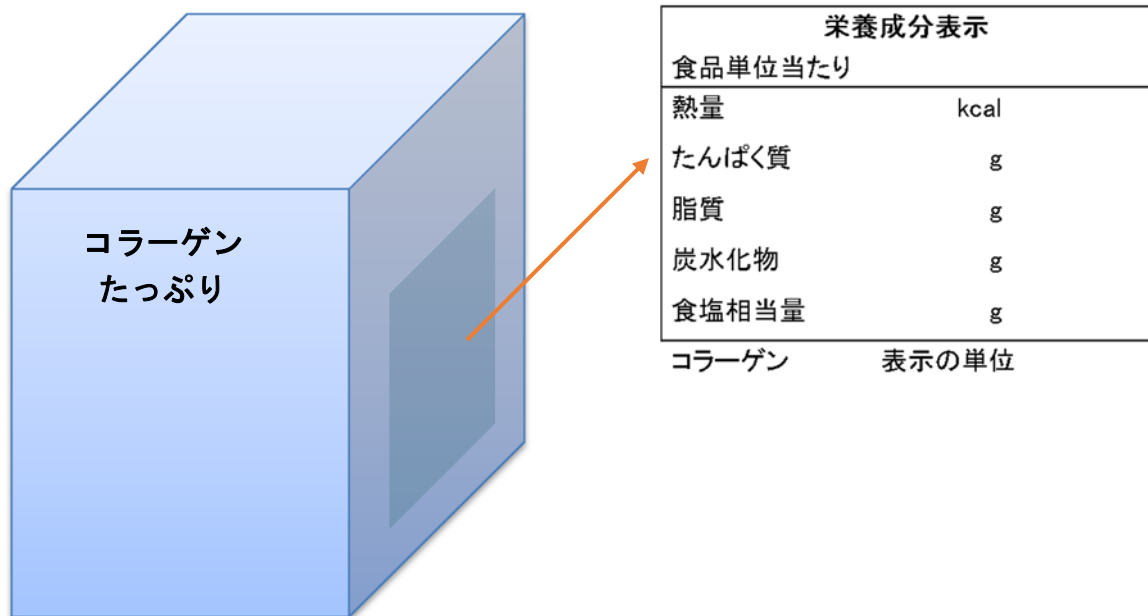 コラーゲン
たっぷり
栄養成分表示
食品単位当たり
熱量 kcal
たんぱく質 g
脂質 g
炭水化物 g
食塩相当量 g
コラーゲン 表示の単位